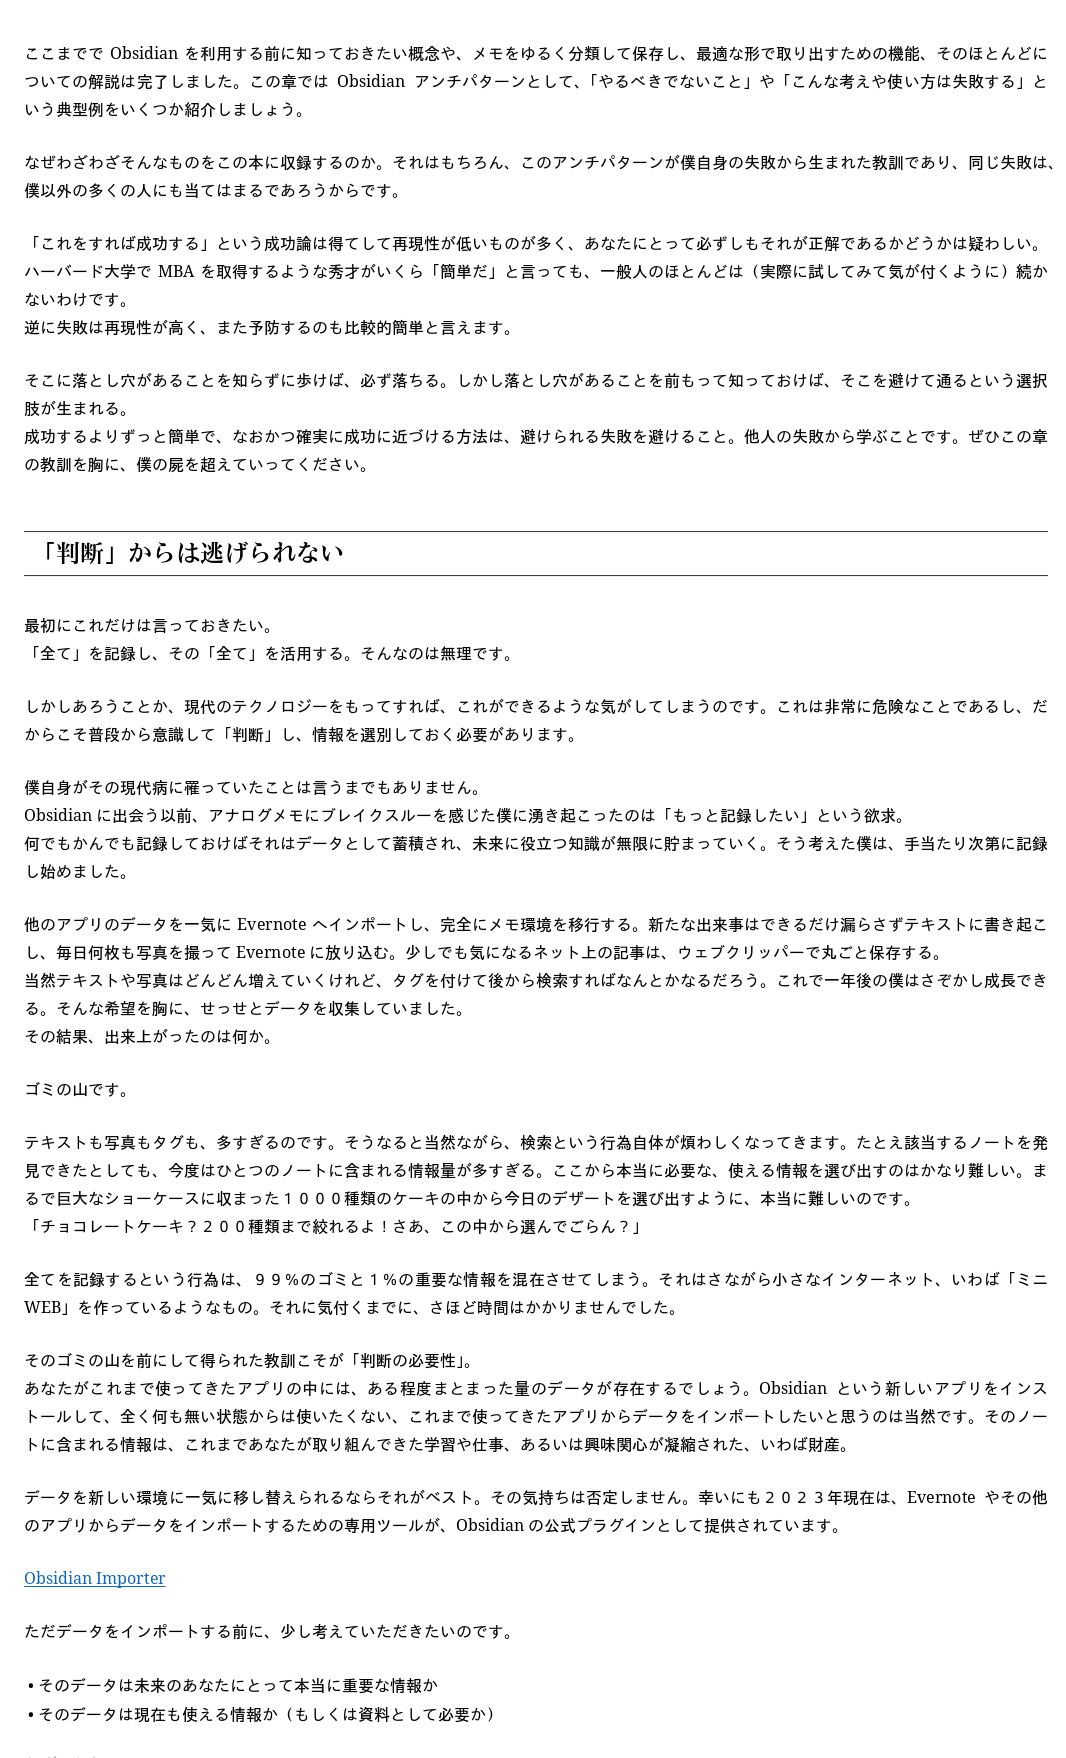 ここまでで Obsidian を利用する前に知っておきたい概念や、メモをゆるく分類して保存し、最適な形で取り出すための機能、そのほとんどに
ついての解説は完了しました。この章では Obsidian アンチパターンとして、「やるべきでないこと」や「こんな考えや使い方は失敗する」と
いう典型例をいくつか紹介しましょう。
なぜわざわざそんなものをこの本に収録するのか。それはもちろん、このアンチパターンが僕自身の失敗から生まれた教訓であり、同じ失敗は、
僕以外の多くの人にも当てはまるであろうからです。
「これをすれば成功する」という成功論は得てして再現性が低いものが多く、あなたにとって必ずしもそれが正解であるかどうかは疑わしい。
ハーバード大学で MBA を取得するような秀才がいくら「簡単だ」と言っても、一般人のほとんどは（実際に試してみて気が付くように）続か
ないわけです。
逆に失敗は再現性が高く、また予防するのも比較的簡単と言えます。
そこに落とし穴があることを知らずに歩けば、必ず落ちる。しかし落とし穴があることを前もって知っておけば、そこを避けて通るという選択
肢が生まれる。
成功するよりずっと簡単で、なおかつ確実に成功に近づける方法は、避けられる失敗を避けること。他人の失敗から学ぶことです。ぜひこの章
の教訓を胸に、僕の屍を超えていってください。
「判断」からは逃げられない
最初にこれだけは言っておきたい。
「全て」を記録し、その「全て」を活用する。そんなのは無理です。
しかしあろうことか、現代のテクノロジーをもってすれば、これができるような気がしてしまうのです。これは非常に危険なことであるし、だ
からこそ普段から意識して「判断」し、情報を選別しておく必要があります。
僕自身がその現代病に罹っていたことは言うまでもありません。
Obsidian に出会う以前、アナログメモにブレイクスルーを感じた僕に湧き起こったのは「もっと記録したい」という欲求。
何でもかんでも記録しておけばそれはデータとして蓄積され、未来に役立つ知識が無限に貯まっていく。そう考えた僕は、手当たり次第に記録
し始めました。
他のアプリのデータを一気に Evernote へインポートし、完全にメモ環境を移行する。新たな出来事はできるだけ漏らさずテキストに書き起こ
し、毎日何枚も写真を撮って Evernote に放り込む。少しでも気になるネット上の記事は、ウェブクリッパーで丸ごと保存する。
当然テキストや写真はどんどん増えていくけれど、タグを付けて後から検索すればなんとかなるだろう。これで一年後の僕はさぞかし成長でき
る。そんな希望を胸に、せっせとデータを収集していました。
その結果、出来上がったのは何か。
ゴミの山です。
テキストも写真もタグも、多すぎるのです。そうなると当然ながら、検索という行為自体が煩わしくなってきます。たとえ該当するノートを発
見できたとしても、今度はひとつのノートに含まれる情報量が多すぎる。ここから本当に必要な、使える情報を選び出すのはかなり難しい。ま
るで巨大なショーケースに収まった１０００種類のケーキの中から今日のデザートを選び出すように、本当に難しいのです。
「チョコレートケーキ？２００種類まで絞れるよ！さあ、この中から選んでごらん？」
全てを記録するという行為は、９９%のゴミと１%の重要な情報を混在させてしまう。それはさながら小さなインターネット、いわば「ミニ
WEB」を作っているようなもの。それに気付くまでに、さほど時間はかかりませんでした。
そのゴミの山を前にして得られた教訓こそが「判断の必要性」。
あなたがこれまで使ってきたアプリの中には、ある程度まとまった量のデータが存在するでしょう。Obsidian という新しいアプリをインス
トールして、全く何も無い状態からは使いたくない、これまで使ってきたアプリからデータをインポートしたいと思うのは当然です。そのノー
トに含まれる情報は、これまであなたが取り組んできた学習や仕事、あるいは興味関心が凝縮された、いわば財産。
データを新しい環境に一気に移し替えられるならそれがベスト。その気持ちは否定しません。幸いにも２０２３年現在は、Evernote やその他
のアプリからデータをインポートするための専用ツールが、Obsidian の公式プラグインとして提供されています。
Obsidian Importer
ただデータをインポートする前に、少し考えていただきたいのです。
• そのデータは未来のあなたにとって本当に重要な情報か
• そのデータは現在も使える情報か（もしくは資料として必要か）